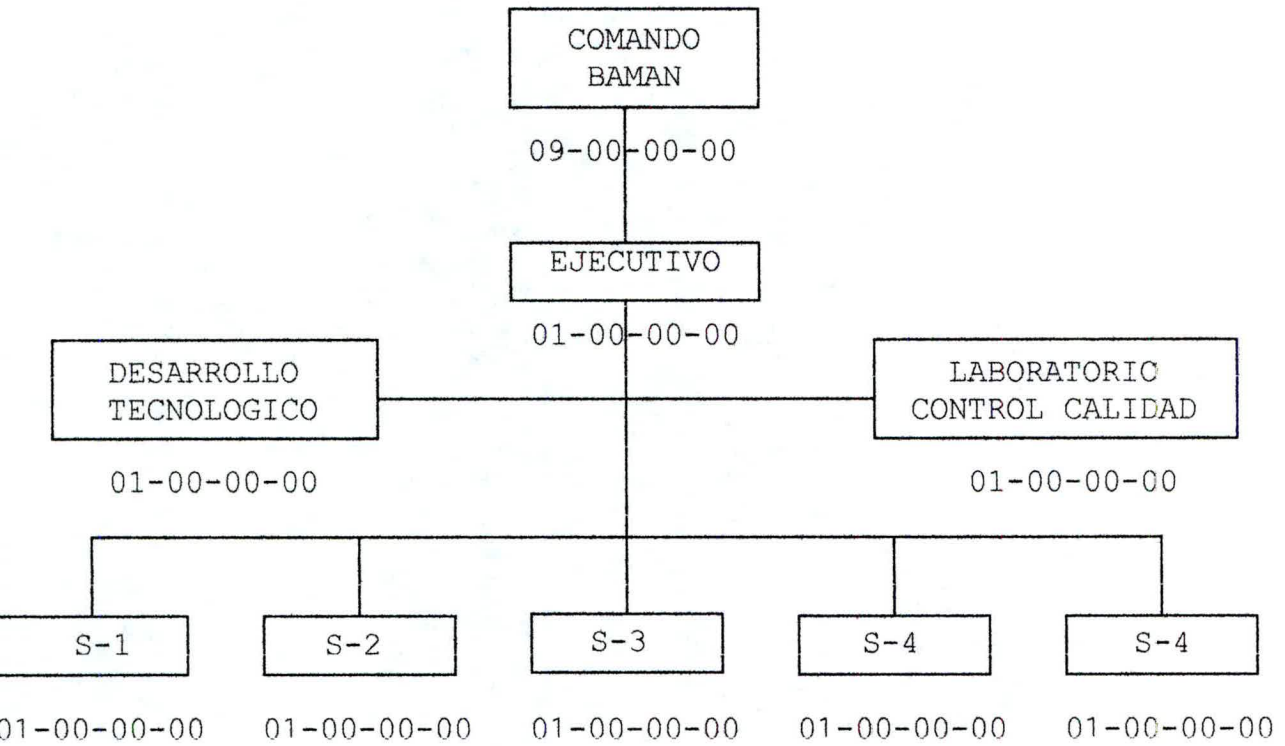 COMANDO
BAMAN
09-00-00-00
EJECUTIVO
01-00-00-00
DESARROLLO
TECNOLOGICO
01-00-00-00
LABORATORIO
CONTROL CALIDAD
01-00-00-00
S-1 S-2 S-3 S-4 S-4
01-00-00-00 01-00-00-00 01-00-00-00 01-00-00-00 01-00-00-00